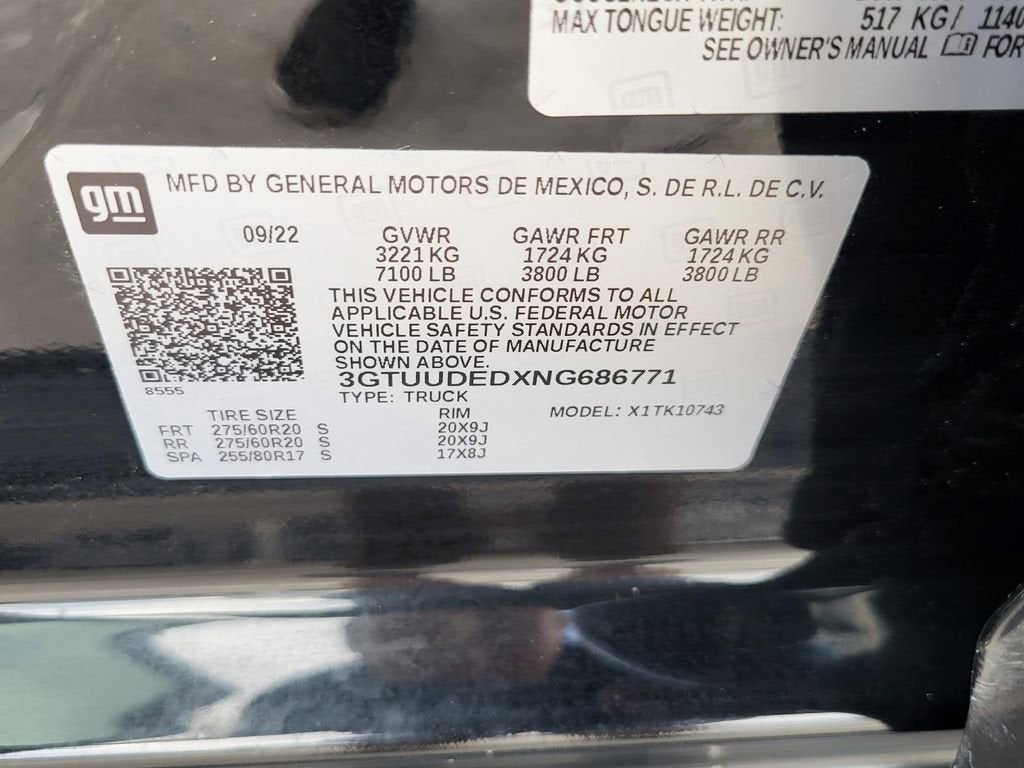 MAX TONGUE WEIGHT: 517 KG/ 1140
SEE OWNER'S MANUAL FOR
gm
MFD BY GENERAL MOTORS DE MEXICO, S. DE R.L. DE C.V.
09/22 GVWR GAWR FRT GAWR RR
3221 KG 1724 KG 1724 KG
7100 LB 3800 LB 3800 LB
THIS VEHICLE CONFORMS TO ALL
APPLICABLE U.S. FEDERAL MOTOR
VEHICLE SAFETY STANDARDS IN EFFECT
ON THE DATE OF MANUFACTURE
SHOWN ABOVE.
3GTUUDEDXNG686771
8555
TYPE: TRUCK
TIRE SIZE RIM MODEL: X1TK10743
FRT 275/60R20 S 20X9J
RR 275/60R20 S 20X9J
SPA 255/80R17 S 17X8J